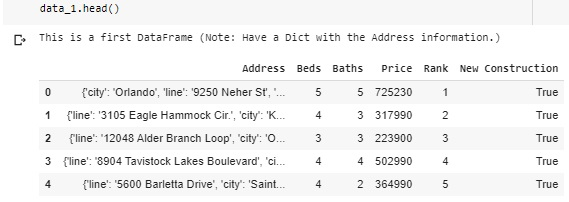 data_1.head()
This is a first DataFrame (Note: Have a Dict with the Address information.)
Address Beds Baths Price Rank New Construction
0 {'city': 'Orlando', 'line': '9250 Neher St', '... 5 5 725230 1 True
1 {'line': '3105 Eagle Hammock Cir.', 'city': 'K... 4 3 317990 2 True
2 {'line': '12048 Alder Branch Loop', 'city': 'O... 3 3 223900 3 True
3 {'line': '8904 Tavistock Lakes Boulevard', 'ci... 4 4 502990 4 True
4 {'line': '5600 Barletta Drive', 'city': 'Saint... 4 2 364990 5 True